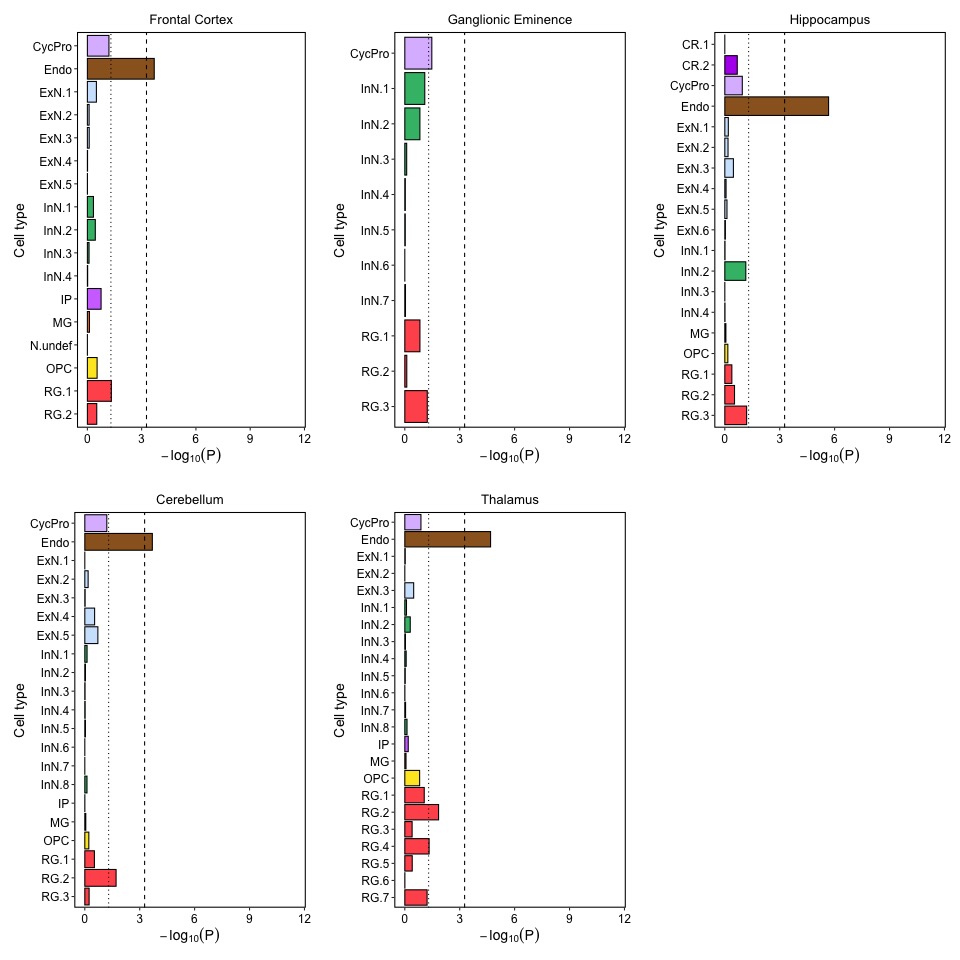 Frontal Cortex
CycPro
Endo
ExN.1
ExN.2
ExN.3
ExN.4
ExN.5
InN.1
InN.2
InN.3
InN.4
IP
MG
N.undef
OPC
RG.1
RG.2
Cell type
0 3 6 9 12
−log₁₀(P)
Ganglionic Eminence
CycPro
InN.1
InN.2
InN.3
InN.4
InN.5
InN.6
InN.7
RG.1
RG.2
RG.3
Cell type
0 3 6 9 12
−log₁₀(P)
Hippocampus
CR.1
CR.2
CycPro
Endo
ExN.1
ExN.2
ExN.3
ExN.4
ExN.5
ExN.6
InN.1
InN.2
InN.3
InN.4
MG
OPC
RG.1
RG.2
RG.3
Cell type
0 3 6 9 12
−log₁₀(P)
Cerebellum
CycPro
Endo
ExN.1
ExN.2
ExN.3
ExN.4
ExN.5
InN.1
InN.2
InN.3
InN.4
InN.5
InN.6
InN.7
InN.8
IP
MG
OPC
RG.1
RG.2
RG.3
Cell type
0 3 6 9 12
−log₁₀(P)
Thalamus
CycPro
Endo
ExN.1
ExN.2
ExN.3
InN.1
InN.2
InN.3
InN.4
InN.5
InN.6
InN.7
InN.8
IP
MG
OPC
RG.1
RG.2
RG.3
RG.4
RG.5
RG.6
RG.7
Cell type
0 3 6 9 12
−log₁₀(P)